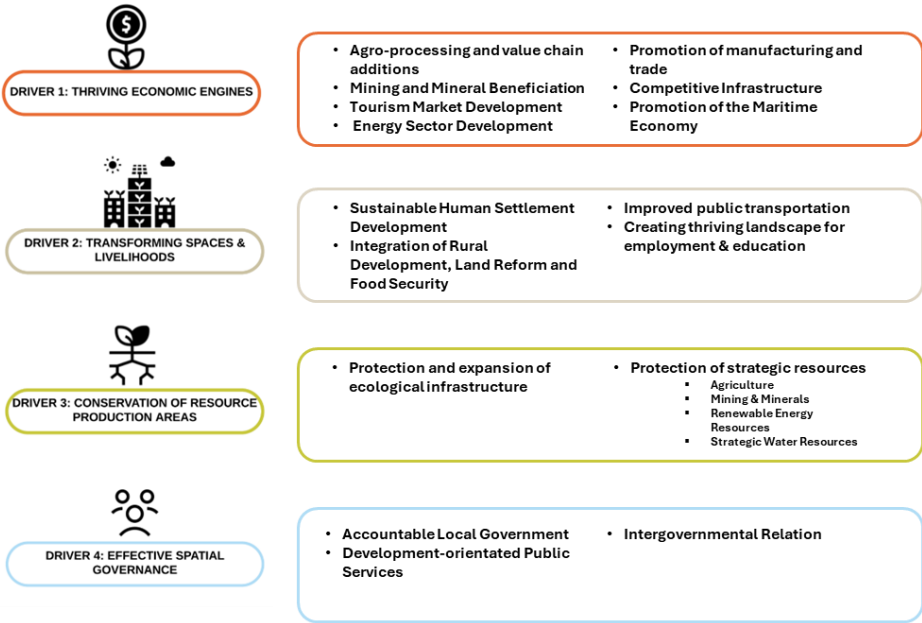 $
DRIVER 1: THRIVING ECONOMIC ENGINES
• Agro-processing and value chain
additions
• Mining and Mineral Beneficiation
• Tourism Market Development
• Energy Sector Development
• Promotion of manufacturing and
trade
• Competitive Infrastructure
• Promotion of the Maritime
Economy
DRIVER 2: TRANSFORMING SPACES &
LIVELIHOODS
• Sustainable Human Settlement
Development
• Integration of Rural
Development, Land Reform and
Food Security
• Improved public transportation
• Creating thriving landscape for
employment & education
DRIVER 3: CONSERVATION OF RESOURCE
PRODUCTION AREAS
• Protection and expansion of
ecological infrastructure
• Protection of strategic resources
▪ Agriculture
▪ Mining & Minerals
▪ Renewable Energy
Resources
▪ Strategic Water Resources
DRIVER 4: EFFECTIVE SPATIAL
GOVERNANCE
• Accountable Local Government
• Development-orientated Public
Services
• Intergovernmental Relation